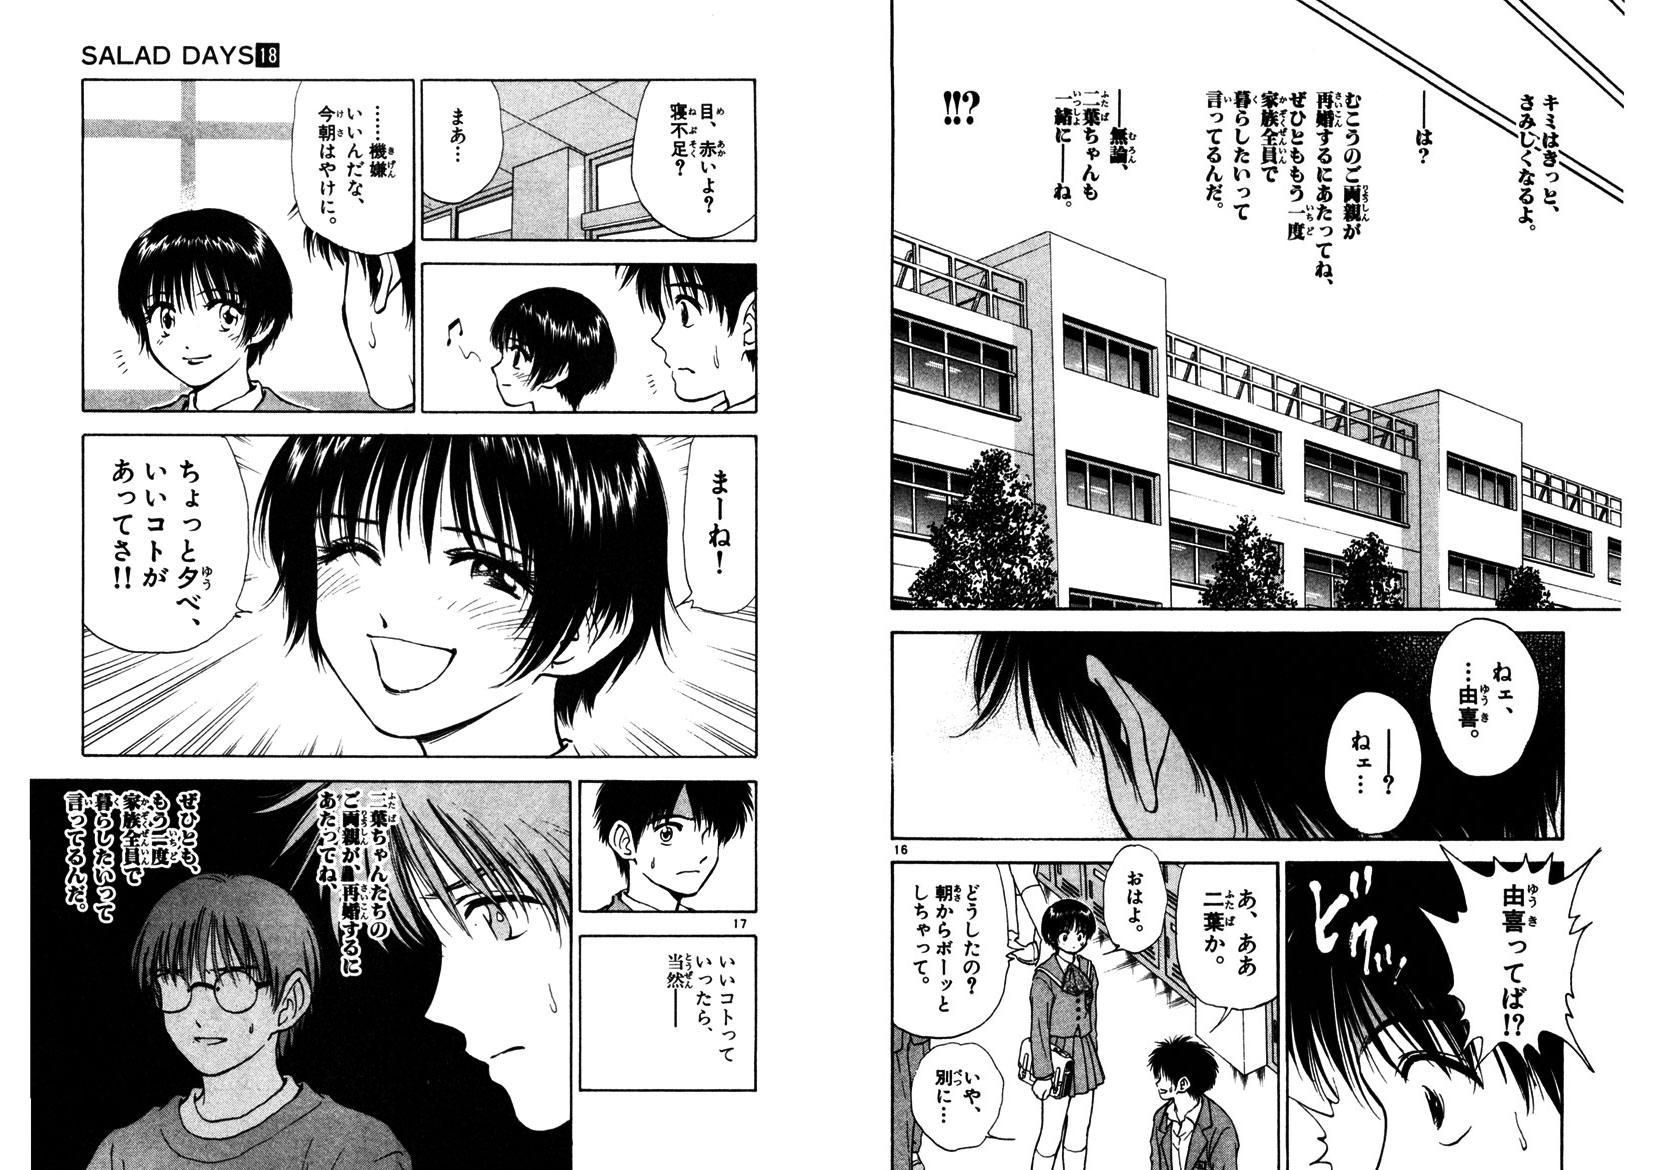 キミはきっと、
さみしくなるよ。
──は?
むこうのご両親が
再婚するにあたってね、
ぜひとももう一度
家族全員で
暮らしたいって
言ってるんだ。
──無論、
二葉ちゃんも
一緒に──ね。
!!?
ねェ、
…由喜。
──?
ねェ…
16
由喜ってば!?
ビクッ
あ、ああ
二葉か。
おはよ。
どうしたの?
朝からボーッと
しちゃって。
いや、
別に…
SALAD DAYS 18
目、赤いよ?
寝不足?
まあ…
……機嫌
いいんだな、
今朝はやけに。
まーね!
ちょっと夕べ、
いいコトが
あってさ!!
17
いいコトって
いったら、
当然──
二葉ちゃんたちの
ご両親が、再婚するに
あたってね、
ぜひとも、
もう一度
家族全員で
暮らしたいって
言ってるんだ。